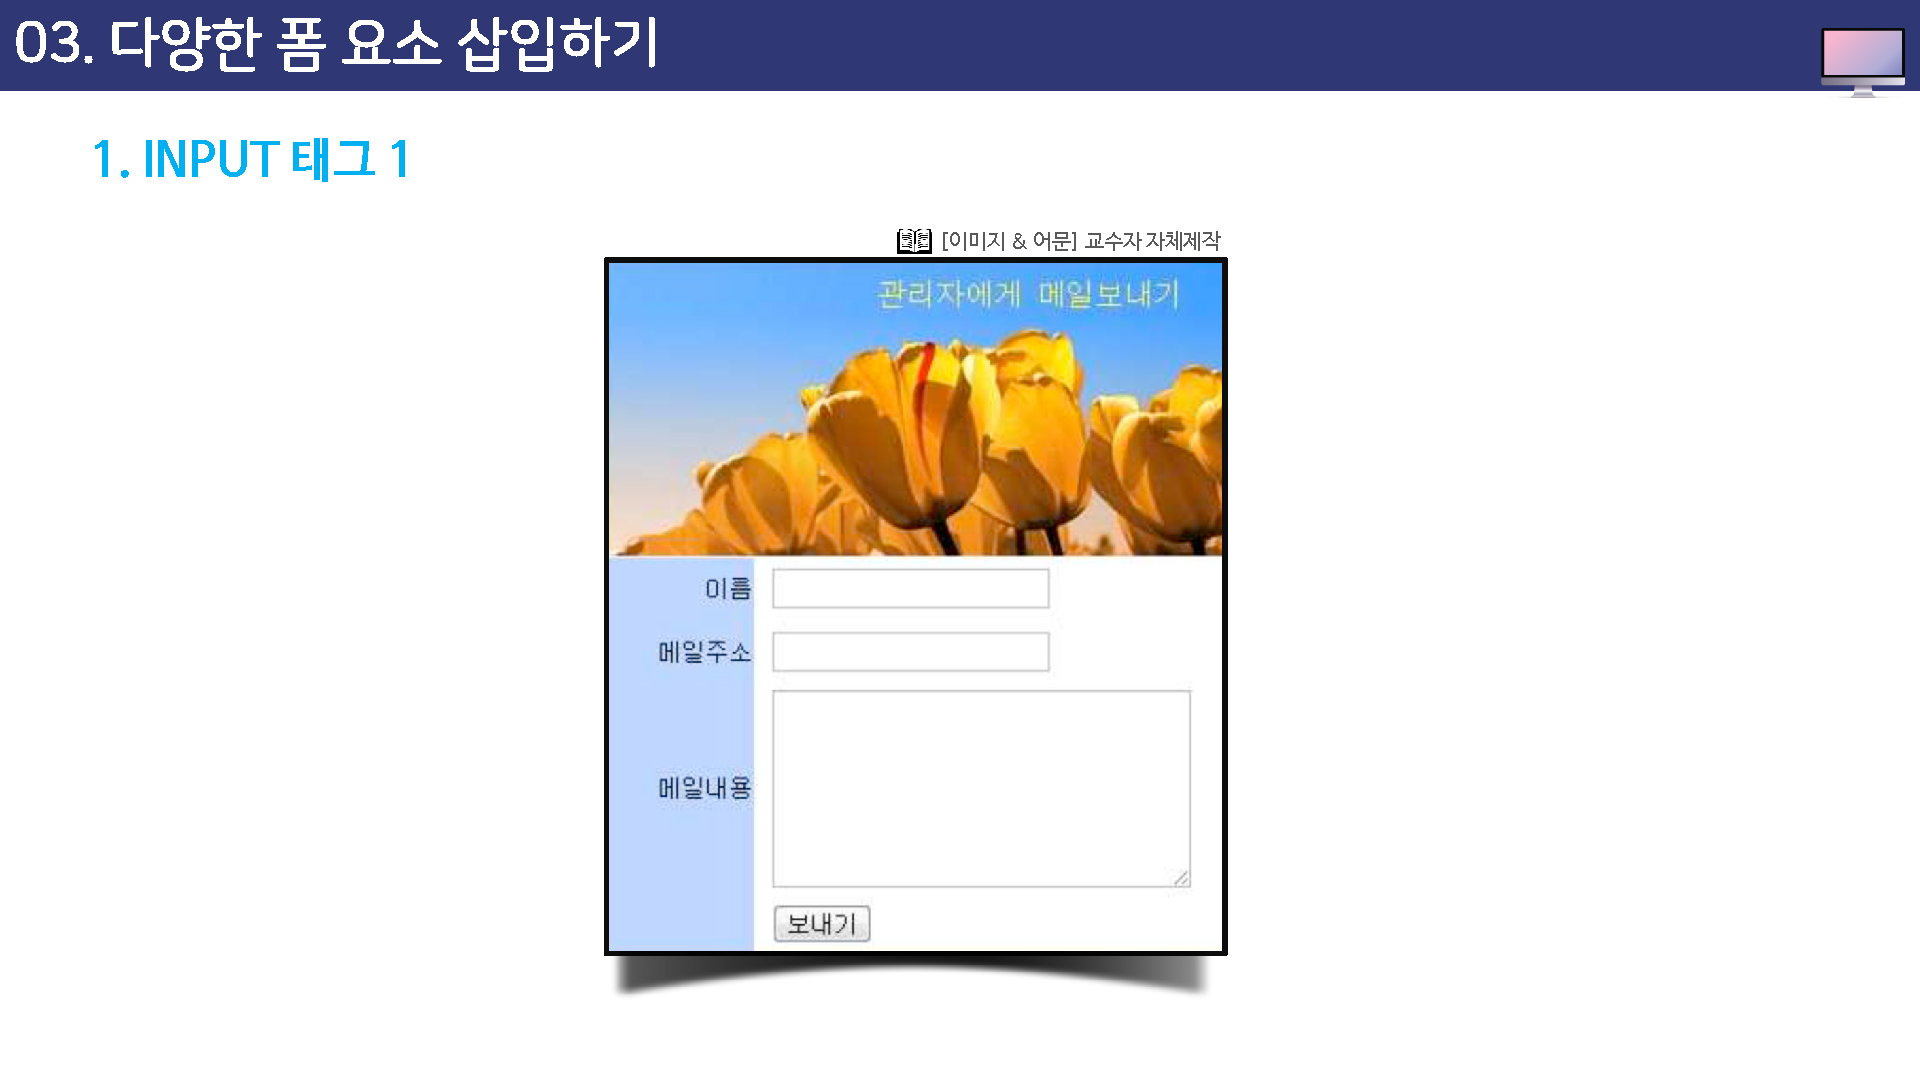 03. 다양한 폼 요소 삽입하기
1. INPUT 태그 1
[이미지 & 어문] 교수자 자체제작
관리자에게 메일보내기
이름
메일주소
메일내용
보내기